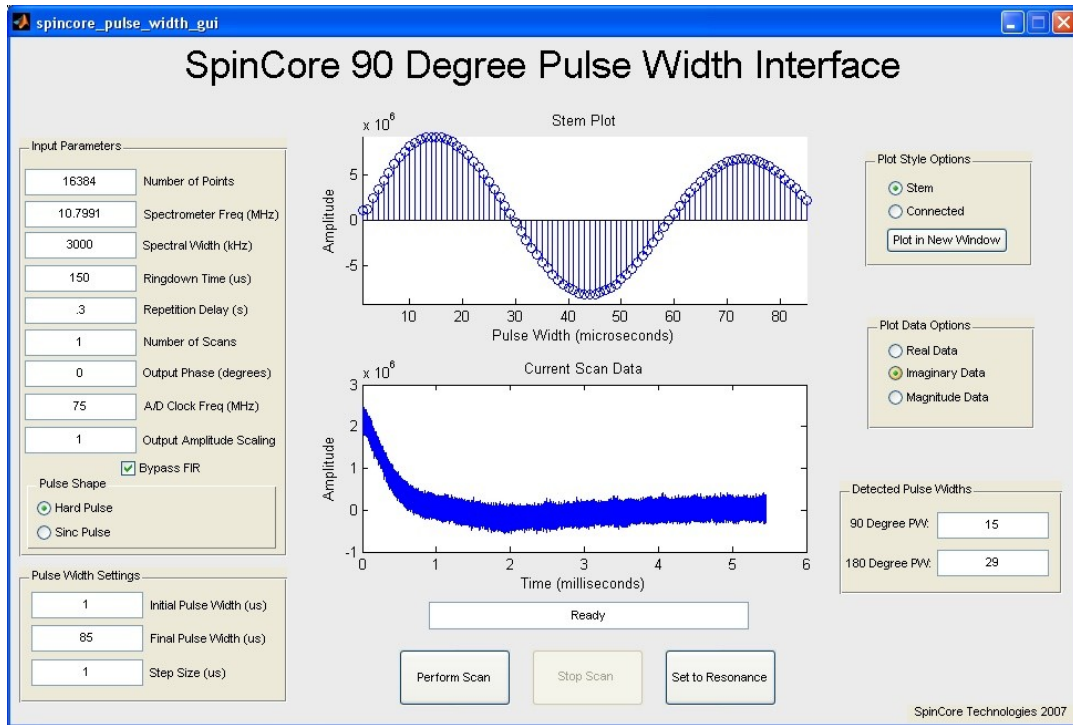 spincore_pulse_width_gui
SpinCore 90 Degree Pulse Width Interface
Input Parameters
16384 Number of Points
10.7991 Spectrometer Freq (MHz)
3000 Spectral Width (kHz)
150 Ringdown Time (us)
.3 Repetition Delay (s)
1 Number of Scans
0 Output Phase (degrees)
75 A/D Clock Freq (MHz)
1 Output Amplitude Scaling
Bypass FIR
Pulse Shape
Hard Pulse
Sinc Pulse
Pulse Width Settings
1 Initial Pulse Width (us)
85 Final Pulse Width (us)
1 Step Size (us)
x 10^6
Stem Plot
Amplitude
5
0
-5
10 20 30 40 50 60 70 80
Pulse Width (microseconds)
x 10^6
Current Scan Data
Amplitude
3
2
1
0
-1
0 1 2 3 4 5 6
Time (milliseconds)
Ready
Perform Scan
Stop Scan
Set to Resonance
Plot Style Options
Stem
Connected
Plot in New Window
Plot Data Options
Real Data
Imaginary Data
Magnitude Data
Detected Pulse Widths
90 Degree PW: 15
180 Degree PW: 29
SpinCore Technologies 2007